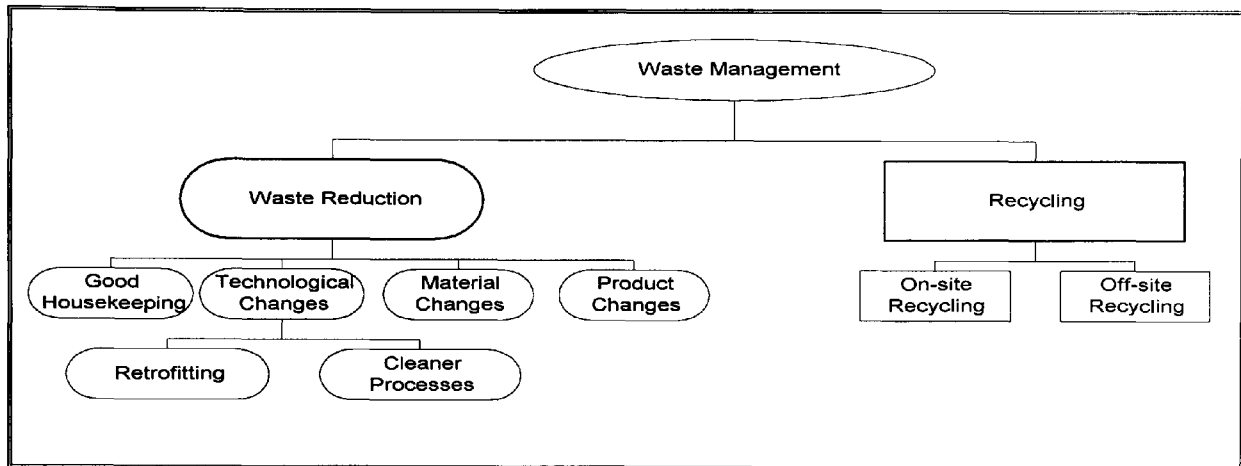 Waste Management
Waste Reduction
Recycling
Good
Housekeeping
Technological
Changes
Material
Changes
Product
Changes
On-site
Recycling
Off-site
Recycling
Retrofitting
Cleaner
Processes